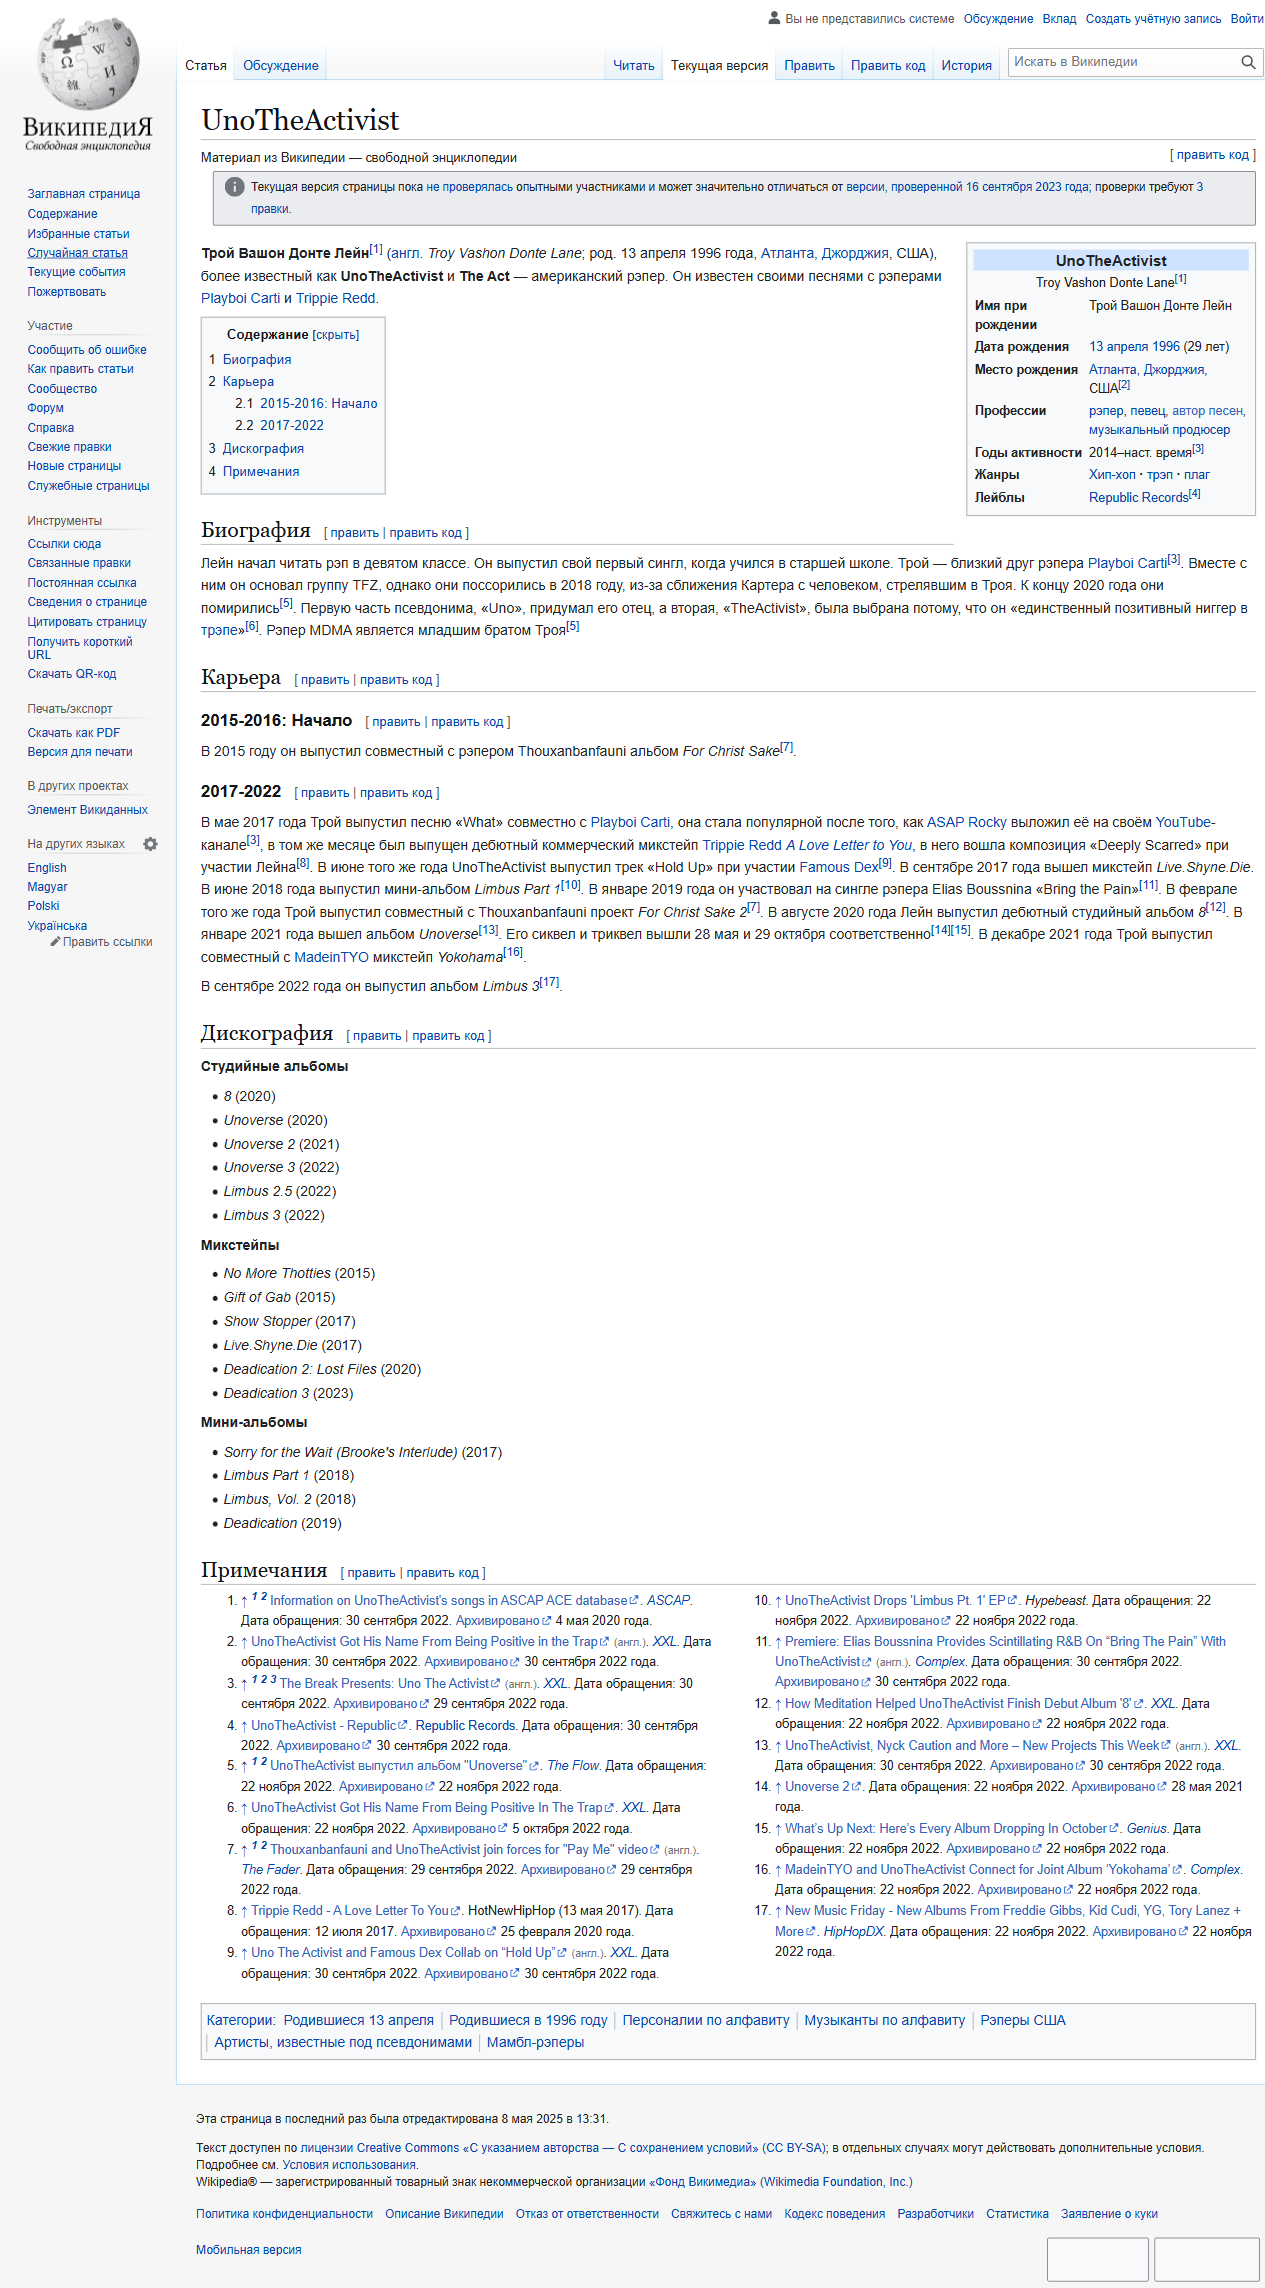 Вы не представились системе Обсуждение Вклад Создать учётную запись Войти
Статья Обсуждение Читать Текущая версия Править Править код История Искать в Википедии
ВикипедиЯ
Свободная энциклопедия
Заглавная страница
Содержание
Избранные статьи
Случайная статья
Текущие события
Пожертвовать
Участие
Сообщить об ошибке
Как править статьи
Сообщество
Форум
Справка
Свежие правки
Новые страницы
Служебные страницы
Инструменты
Ссылки сюда
Связанные правки
Постоянная ссылка
Сведения о странице
Цитировать страницу
Получить короткий
URL
Скачать QR-код
Печать/экспорт
Скачать как PDF
Версия для печати
В других проектах
Элемент Викиданных
На других языках
English
Magyar
Polski
Українська
Править ссылки
UnoTheActivist
Материал из Википедии — свободной энциклопедии
[ править код ]
Текущая версия страницы пока не проверялась опытными участниками и может значительно отличаться от версии, проверенной 16 сентября 2023 года; проверки требуют 3
правки.
Трой Вашон Донте Лейн[1] (англ. Troy Vashon Donte Lane; род. 13 апреля 1996 года, Атланта, Джорджия, США),
более известный как UnoTheActivist и The Act — американский рэпер. Он известен своими песнями с рэперами
Playboi Carti и Trippie Redd.
UnoTheActivist
Troy Vashon Donte Lane[1]
Имя при Трой Вашон Донте Лейн
рождении
Дата рождения 13 апреля 1996 (29 лет)
Место рождения Атланта, Джорджия,
США[2]
Профессии рэпер, певец, автор песен,
музыкальный продюсер
Годы активности 2014–наст. время[3]
Жанры Хип-хоп · трэп · плаг
Лейблы Republic Records[4]
Содержание [скрыть]
1 Биография
2 Карьера
2.1 2015-2016: Начало
2.2 2017-2022
3 Дискография
4 Примечания
Биография [ править | править код ]
Лейн начал читать рэп в девятом классе. Он выпустил свой первый сингл, когда учился в старшей школе. Трой — близкий друг рэпера Playboi Carti[3]. Вместе с
ним он основал группу TFZ, однако они поссорились в 2018 году, из-за сближения Картера с человеком, стрелявшим в Троя. К концу 2020 года они
помирились[5]. Первую часть псевдонима, «Uno», придумал его отец, а вторая, «TheActivist», была выбрана потому, что он «единственный позитивный ниггер в
трэпе»[6]. Рэпер MDMA является младшим братом Троя[5]
Карьера [ править | править код ]
2015-2016: Начало [ править | править код ]
В 2015 году он выпустил совместный с рэпером Thouxanbanfauni альбом For Christ Sake[7].
2017-2022 [ править | править код ]
В мае 2017 года Трой выпустил песню «What» совместно с Playboi Carti, она стала популярной после того, как ASAP Rocky выложил её на своём YouTube-
канале[3], в том же месяце был выпущен дебютный коммерческий микстейп Trippie Redd A Love Letter to You, в него вошла композиция «Deeply Scarred» при
участии Лейна[8]. В июне того же года UnoTheActivist выпустил трек «Hold Up» при участии Famous Dex[9]. В сентябре 2017 года вышел микстейп Live.Shyne.Die.
В июне 2018 года выпустил мини-альбом Limbus Part 1[10]. В январе 2019 года он участвовал на сингле рэпера Elias Boussnina «Bring the Pain»[11]. В феврале
того же года Трой выпустил совместный с Thouxanbanfauni проект For Christ Sake 2[7]. В августе 2020 года Лейн выпустил дебютный студийный альбом 8[12]. В
январе 2021 года вышел альбом Unoverse[13]. Его сиквел и триквел вышли 28 мая и 29 октября соответственно[14][15]. В декабре 2021 года Трой выпустил
совместный с MadeinTYO микстейп Yokohama[16].
В сентябре 2022 года он выпустил альбом Limbus 3[17].
Дискография [ править | править код ]
Студийные альбомы
• 8 (2020)
• Unoverse (2020)
• Unoverse 2 (2021)
• Unoverse 3 (2022)
• Limbus 2.5 (2022)
• Limbus 3 (2022)
Микстейпы
• No More Thotties (2015)
• Gift of Gab (2015)
• Show Stopper (2017)
• Live.Shyne.Die (2017)
• Deadication 2: Lost Files (2020)
• Deadication 3 (2023)
Мини-альбомы
• Sorry for the Wait (Brooke's Interlude) (2017)
• Limbus Part 1 (2018)
• Limbus, Vol. 2 (2018)
• Deadication (2019)
Примечания [ править | править код ]
1. ↑ 1 2 Information on UnoTheActivist's songs in ASCAP ACE database. ASCAP.
Дата обращения: 30 сентября 2022. Архивировано 4 мая 2020 года.
2. ↑ UnoTheActivist Got His Name From Being Positive in the Trap (англ.). XXL. Дата
обращения: 30 сентября 2022. Архивировано 30 сентября 2022 года.
3. ↑ 1 2 3 The Break Presents: Uno The Activist (англ.). XXL. Дата обращения: 30
сентября 2022. Архивировано 29 сентября 2022 года.
4. ↑ UnoTheActivist - Republic. Republic Records. Дата обращения: 30 сентября
2022. Архивировано 30 сентября 2022 года.
5. ↑ 1 2 UnoTheActivist выпустил альбом "Unoverse". The Flow. Дата обращения:
22 ноября 2022. Архивировано 22 ноября 2022 года.
6. ↑ UnoTheActivist Got His Name From Being Positive In The Trap. XXL. Дата
обращения: 22 ноября 2022. Архивировано 5 октября 2022 года.
7. ↑ 1 2 Thouxanbanfauni and UnoTheActivist join forces for "Pay Me" video (англ.).
The Fader. Дата обращения: 29 сентября 2022. Архивировано 29 сентября
2022 года.
8. ↑ Trippie Redd - A Love Letter To You. HotNewHipHop (13 мая 2017). Дата
обращения: 12 июля 2017. Архивировано 25 февраля 2020 года.
9. ↑ Uno The Activist and Famous Dex Collab on “Hold Up” (англ.). XXL. Дата
обращения: 30 сентября 2022. Архивировано 30 сентября 2022 года.
10. ↑ UnoTheActivist Drops 'Limbus Pt. 1' EP. Hypebeast. Дата обращения: 22
ноября 2022. Архивировано 22 ноября 2022 года.
11. ↑ Premiere: Elias Boussnina Provides Scintillating R&B On “Bring The Pain” With
UnoTheActivist (англ.). Complex. Дата обращения: 30 сентября 2022.
Архивировано 30 сентября 2022 года.
12. ↑ How Meditation Helped UnoTheActivist Finish Debut Album '8'. XXL. Дата
обращения: 22 ноября 2022. Архивировано 22 ноября 2022 года.
13. ↑ UnoTheActivist, Nyck Caution and More – New Projects This Week (англ.). XXL.
Дата обращения: 30 сентября 2022. Архивировано 30 сентября 2022 года.
14. ↑ Unoverse 2. Дата обращения: 22 ноября 2022. Архивировано 28 мая 2021
года.
15. ↑ What’s Up Next: Here’s Every Album Dropping In October. Genius. Дата
обращения: 22 ноября 2022. Архивировано 22 ноября 2022 года.
16. ↑ MadeinTYO and UnoTheActivist Connect for Joint Album ‘Yokohama’. Complex.
Дата обращения: 22 ноября 2022. Архивировано 22 ноября 2022 года.
17. ↑ New Music Friday - New Albums From Freddie Gibbs, Kid Cudi, YG, Tory Lanez +
More. HipHopDX. Дата обращения: 22 ноября 2022. Архивировано 22 ноября
2022 года.
Категории: Родившиеся 13 апреля | Родившиеся в 1996 году | Персоналии по алфавиту | Музыканты по алфавиту | Рэперы США
| Артисты, известные под псевдонимами | Мамбл-рэперы
Эта страница в последний раз была отредактирована 8 мая 2025 в 13:31.
Текст доступен по лицензии Creative Commons «С указанием авторства — С сохранением условий» (CC BY-SA); в отдельных случаях могут действовать дополнительные условия.
Подробнее см. Условия использования.
Wikipedia® — зарегистрированный товарный знак некоммерческой организации «Фонд Викимедиа» (Wikimedia Foundation, Inc.)
Политика конфиденциальности Описание Википедии Отказ от ответственности Свяжитесь с нами Кодекс поведения Разработчики Статистика Заявление о куки
Мобильная версия